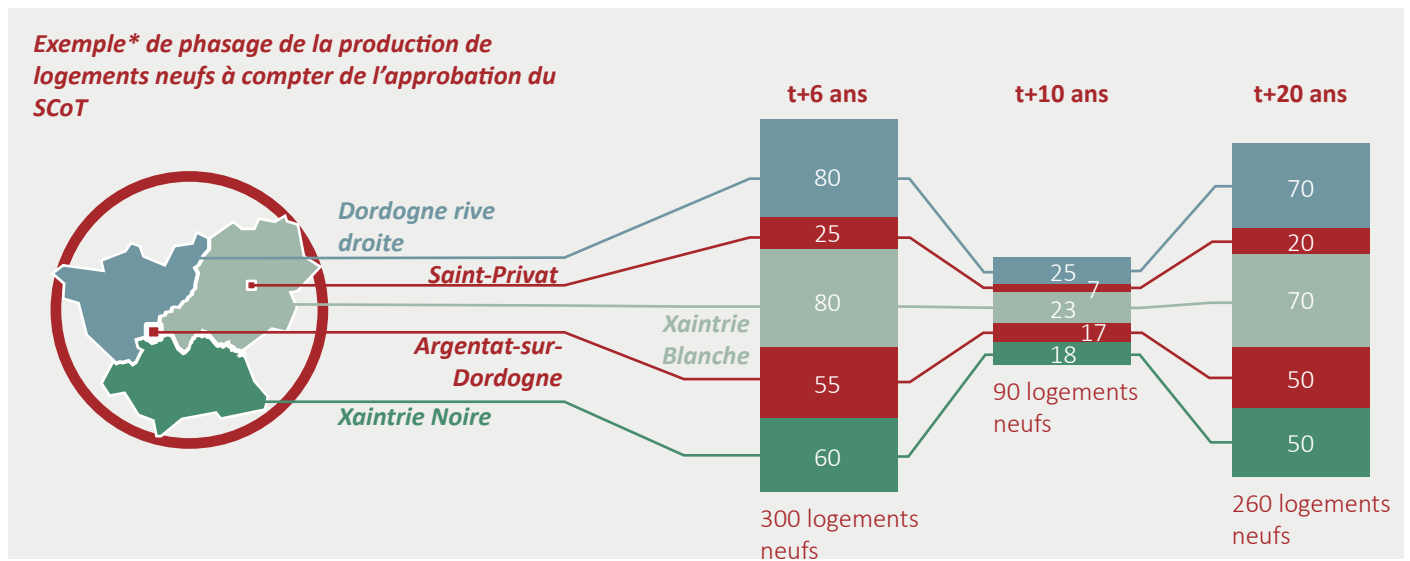 Exemple* de phasage de la production de
logements neufs à compter de l'approbation du
SCoT
t+6 ans
t+10 ans
t+20 ans
Dordogne rive
droite
Saint-Privat
Xaintrie
Blanche
Argentat-sur-
Dordogne
Xaintrie Noire
80
25
80
55
60
300 logements
neufs
25
7
23
17
18
90 logements
neufs
70
20
70
50
50
260 logements
neufs